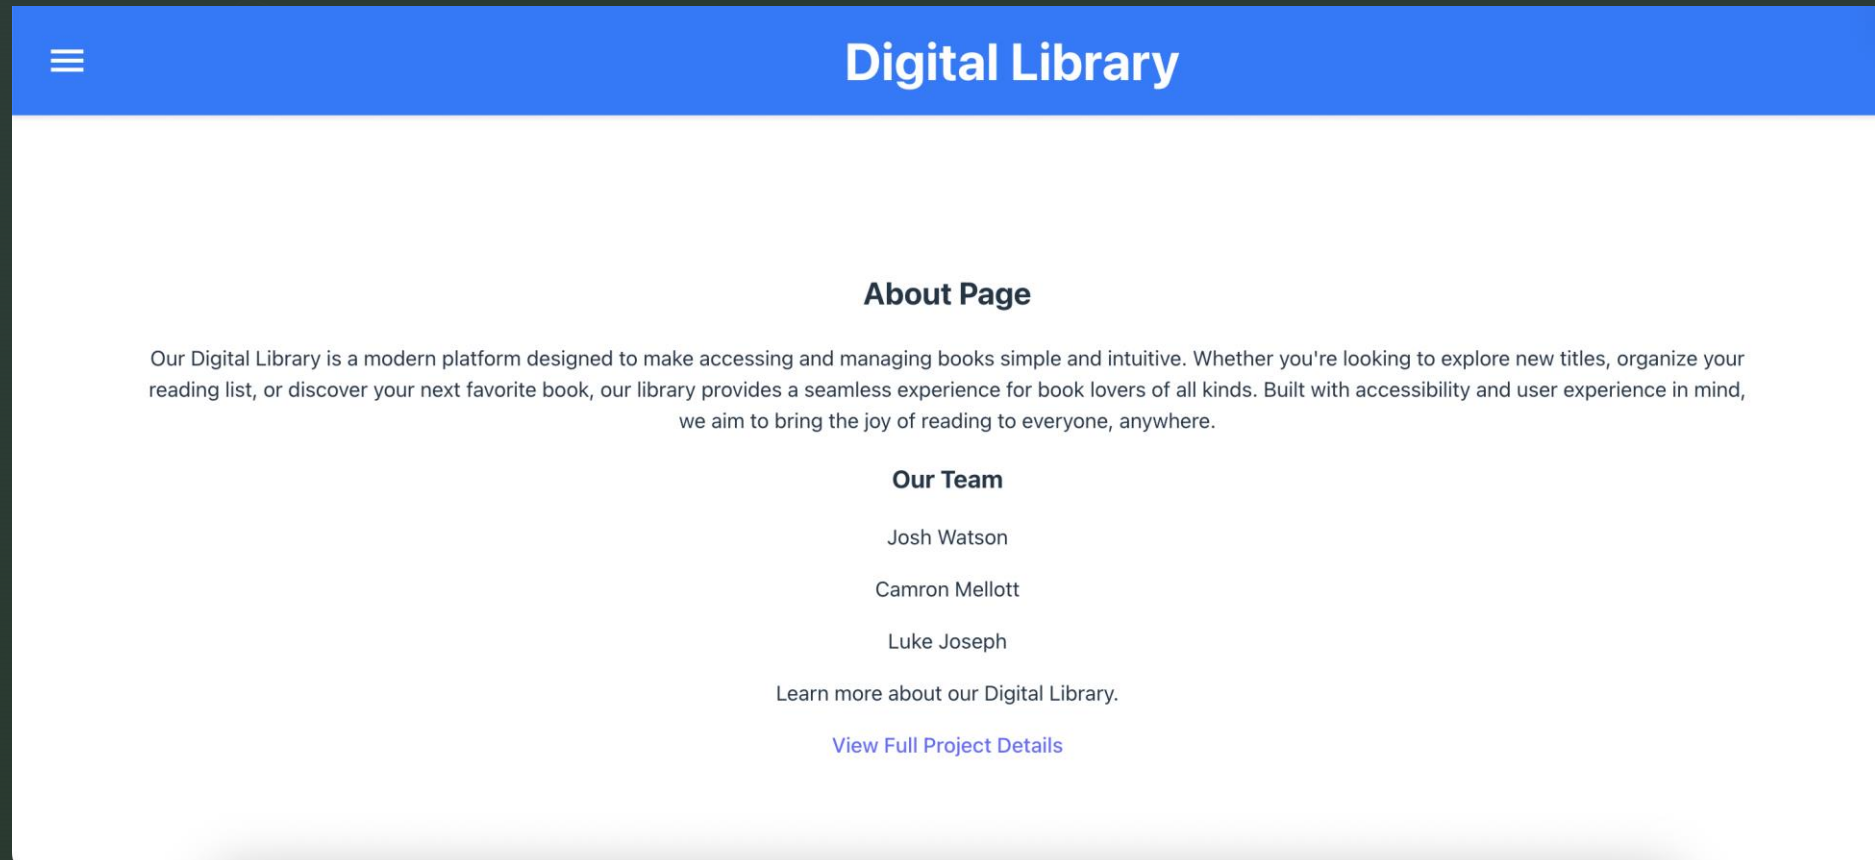 Digital Library
About Page
Our Digital Library is a modern platform designed to make accessing and managing books simple and intuitive. Whether you're looking to explore new titles, organize your
reading list, or discover your next favorite book, our library provides a seamless experience for book lovers of all kinds. Built with accessibility and user experience in mind,
we aim to bring the joy of reading to everyone, anywhere.
Our Team
Josh Watson
Camron Mellott
Luke Joseph
Learn more about our Digital Library.
View Full Project Details